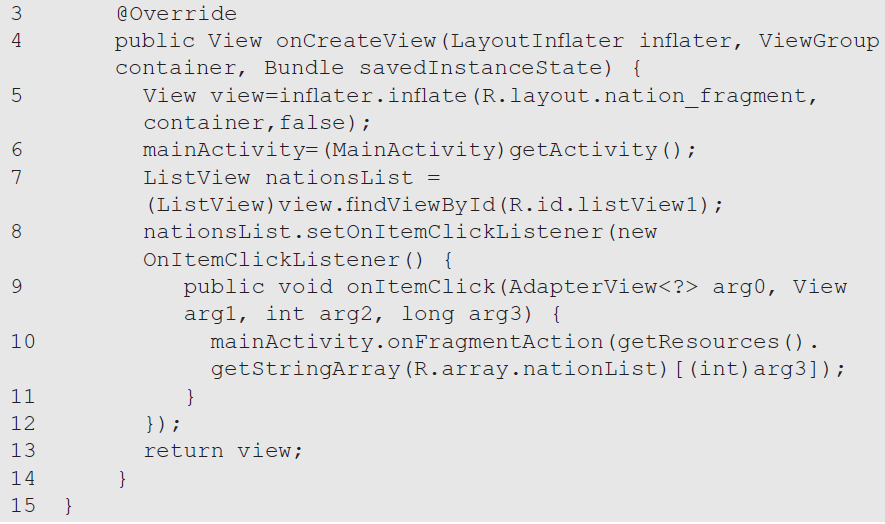 3 @Override
4 public View onCreateView(LayoutInflater inflater, ViewGroup
container, Bundle savedInstanceState) {
5 View view=inflater.inflate(R.layout.nation_fragment,
container,false);
6 mainActivity=(MainActivity)getActivity();
7 ListView nationsList =
(ListView)view.findViewById(R.id.listView1);
8 nationsList.setOnItemClickListener(new
OnItemClickListener() {
9 public void onItemClick(AdapterView<?> arg0, View
arg1, int arg2, long arg3) {
10 mainActivity.onFragmentAction(getResources().
getStringArray(R.array.nationList)[(int)arg3]);
11 }
12 });
13 return view;
14 }
15 }